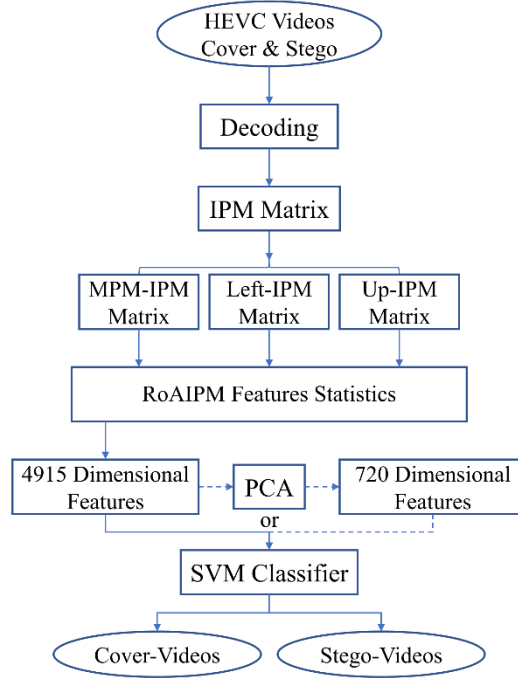 HEVC Videos
Cover & Stego
Decoding
IPM Matrix
MPM-IPM
Matrix
Left-IPM
Matrix
Up-IPM
Matrix
RoAIPM Features Statistics
4915 Dimensional
Features
PCA
720 Dimensional
Features
or
SVM Classifier
Cover-Videos
Stego-Videos